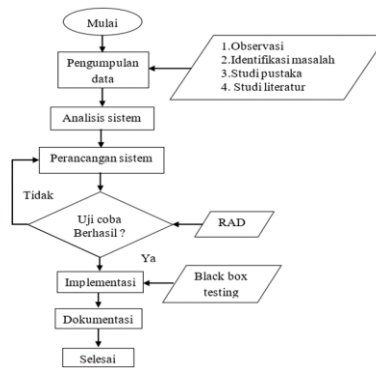 Mulai
Pengumpulan
data
1.Observasi
2.Identifikasi masalah
3.Studi pustaka
4. Studi literatur
Analisis sistem
Perancangan sistem
Tidak
Uji coba
Berhasil ?
RAD
Ya
Implementasi
Black box
testing
Dokumentasi
Selesai